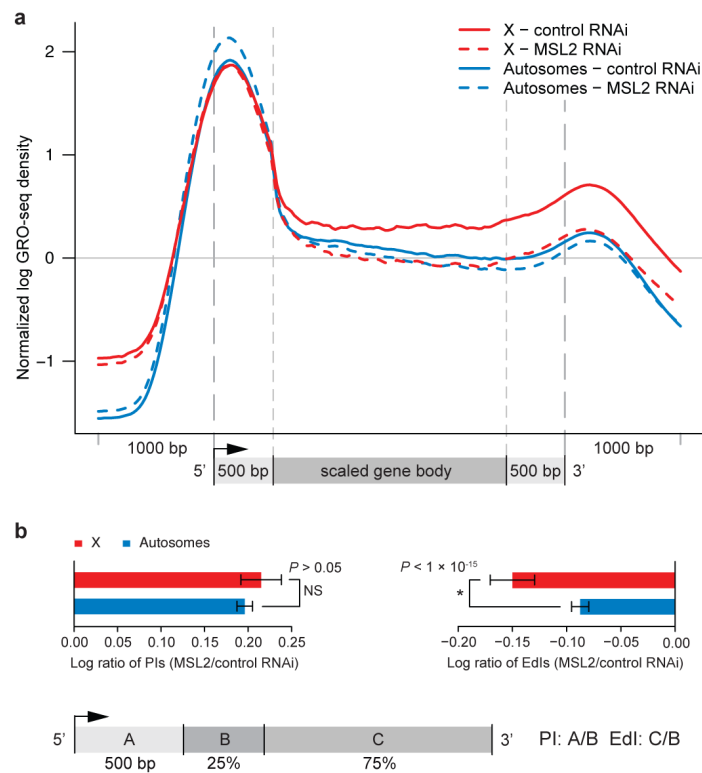 a
X – control RNAi
X – MSL2 RNAi
Autosomes – control RNAi
Autosomes – MSL2 RNAi
Normalized log GRO-seq density
2
1
0
−1
1000 bp
1000 bp
5’ 500 bp scaled gene body 500 bp 3’
b
X Autosomes
P > 0.05
NS
0.00 0.05 0.10 0.15 0.20 0.25
Log ratio of PIs (MSL2/control RNAi)
P < 1 × 10⁻¹⁵
*
−0.20 −0.15 −0.10 −0.05 0.00
Log ratio of EdIs (MSL2/control RNAi)
5’ A B C 3’
500 bp 25% 75%
PI: A/B EdI: C/B